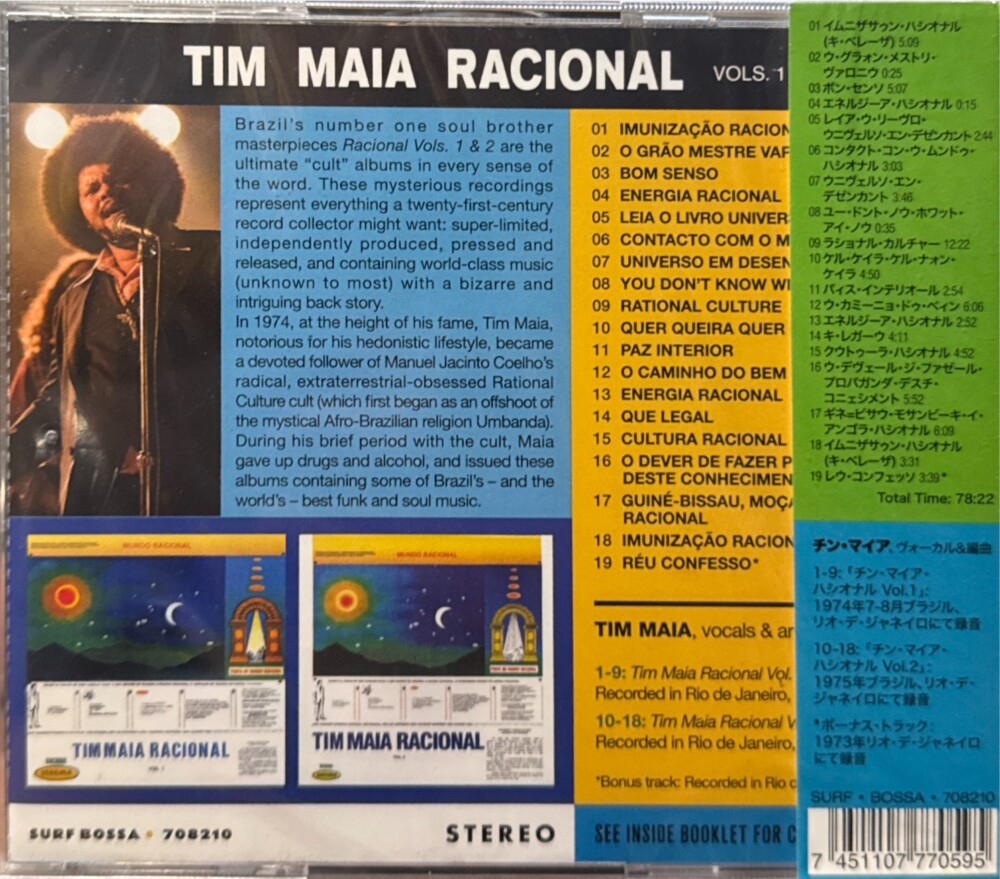 TIM MAIA RACIONAL VOLS. 1
Brazil's number one soul brother
masterpieces Racional Vols. 1 & 2 are the
ultimate "cult" albums in every sense of
the word. These mysterious recordings
represent everything a twenty-first-century
record collector might want: super-limited,
independently produced, pressed and
released, and containing world-class music
(unknown to most) with a bizarre and
intriguing back story.
In 1974, at the height of his fame, Tim Maia,
notorious for his hedonistic lifestyle, became
a devoted follower of Manuel Jacinto Coelho's
radical, extraterrestrial-obsessed Rational
Culture cult (which first began as an offshoot of
the mystical Afro-Brazilian religion Umbanda).
During his brief period with the cult, Maia
gave up drugs and alcohol, and issued these
albums containing some of Brazil's – and the
world's – best funk and soul music.
MUNDO RACIONAL
TIM MAIA RACIONAL
VOL. 1
MUNDO RACIONAL
TIM MAIA RACIONAL
VOL. 2
SURF BOSSA • 708210
STEREO
01 IMUNIZAÇÃO RACION
02 O GRÃO MESTRE VAR
03 BOM SENSO
04 ENERGIA RACIONAL
05 LEIA O LIVRO UNIVER
06 CONTACTO COM O M
07 UNIVERSO EM DESEN
08 YOU DON'T KNOW WI
09 RATIONAL CULTURE
10 QUER QUEIRA QUER
11 PAZ INTERIOR
12 O CAMINHO DO BEM
13 ENERGIA RACIONAL
14 QUE LEGAL
15 CULTURA RACIONAL
16 O DEVER DE FAZER P
DESTE CONHECIMEN
17 GUINÉ-BISSAU, MOÇA
RACIONAL
18 IMUNIZAÇÃO RACION
19 RÉU CONFESSO*
TIM MAIA, vocals & ar
1-9: Tim Maia Racional Vol.
Recorded in Rio de Janeiro,
10-18: Tim Maia Racional V
Recorded in Rio de Janeiro,
*Bonus track: Recorded in Rio d
SEE INSIDE BOOKLET FOR C
01 イムニザサゥン・ハシオナル
(キ・ベレーザ) 5:09
02 ウ・グラォン・メストリ・
ヴァロニウ 0:25
03 ボン・センソ 5:07
04 エネルジーア・ハシオナル 0:15
05 レイア・ウ・リーヴロ・
ウニヴェルソ・エン・デゼンカント 2:44
06 コンタクト・コン・ウ・ムンドゥ・
ハシオナル 3:03
07 ウニヴェルソ・エン・
デゼンカント 3:46
08 ユー・ドント・ノウ・ホワット・
アイ・ノウ 0:35
09 ラショナル・カルチャー 12:22
10 ケル・ケイラ・ケル・ナォン・
ケイラ 4:50
11 パィス・インテリオール 2:54
12 ウ・カミーニョ・ドゥ・ベィン 6:06
13 エネルジーア・ハシオナル 2:52
14 キ・レガーウ 4:11
15 クウトゥーラ・ハシオナル 4:52
16 ウ・デヴェール・ジ・ファゼール・
プロパガンダ・デスチ・
コニェシメント 5:52
17 ギネ=ビサウ・モサンビーキ・イ・
アンゴラ・ハシオナル 6:09
18 イムニザサゥン・ハシオナル
(キ・ベレーザ) 3:31
19 レウ・コンフェッソ 3:39*
Total Time: 78:22
チン・マイア, ヴォーカル&編曲
1-9:「チン・マイア・
ハシオナル Vol.1」:
1974年7-8月ブラジル、
リオ・デ・ジャネイロにて録音
10-18:「チン・マイア・
ハシオナル Vol.2」:
1975年ブラジル、リオ・デ・
ジャネイロにて録音
*ボーナス・トラック:
1973年リオ・デ・ジャネイロ
にて録音
SURF • BOSSA • 708210
7 451107 770595